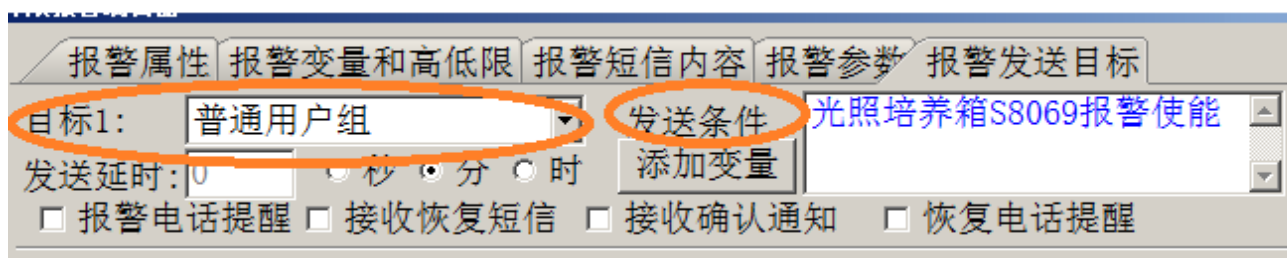 报警属性 报警变量和高低限 报警短信内容 报警参数 报警发送目标
目标1: 普通用户组 发送条件 光照培养箱S8069报警使能
发送延时: 0 秒 分 时 添加变量
报警电话提醒 接收恢复短信 接收确认通知 恢复电话提醒